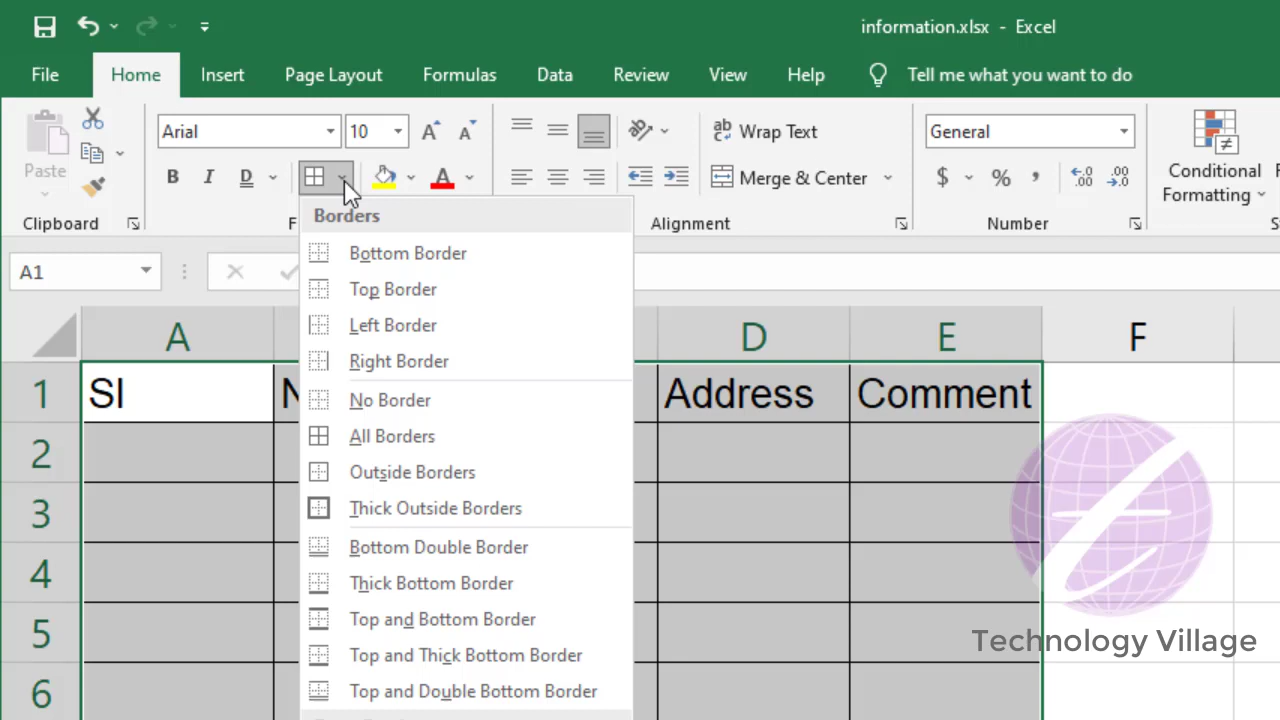 information.xlsx - Excel
File Home Insert Page Layout Formulas Data Review View Help Tell me what you want to do
Arial 10 Wrap Text General
Paste B I D A Merge & Center $ % Conditional Formatting
Clipboard Alignment Number
Borders
A1
Bottom Border
Top Border
Left Border
Right Border
No Border
All Borders
Outside Borders
Thick Outside Borders
Bottom Double Border
Thick Bottom Border
Top and Bottom Border
Top and Thick Bottom Border
Top and Double Bottom Border
A D E F
1 SI N Address Comment
2
3
4
5
6
Technology Village